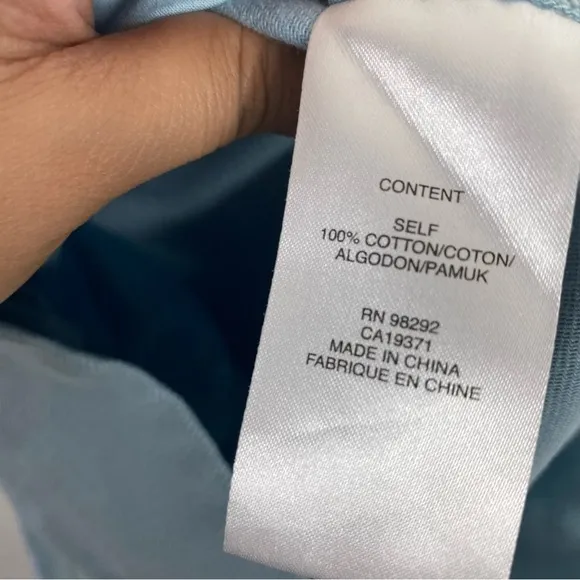 CONTENT
SELF
100% COTTON/COTON/
ALGODON/PAMUK
RN 98292
CA19371
MADE IN CHINA
FABRIQUE EN CHINE